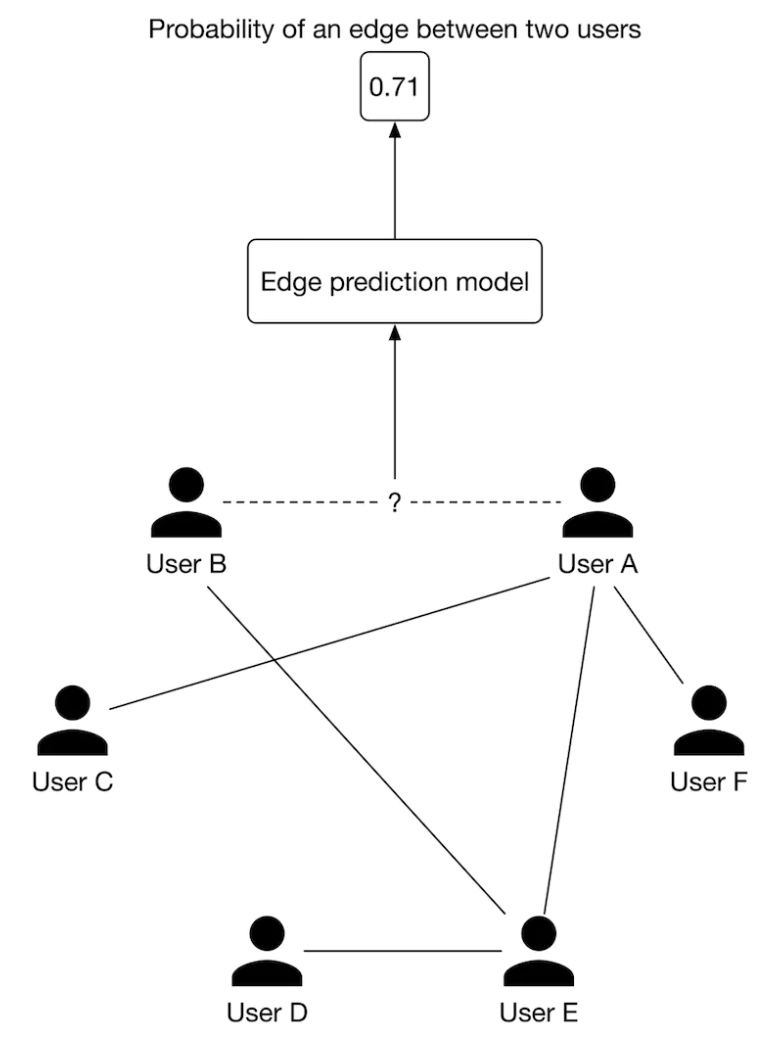 Probability of an edge between two users
0.71
Edge prediction model
?
User B
User A
User C
User F
User D
User E